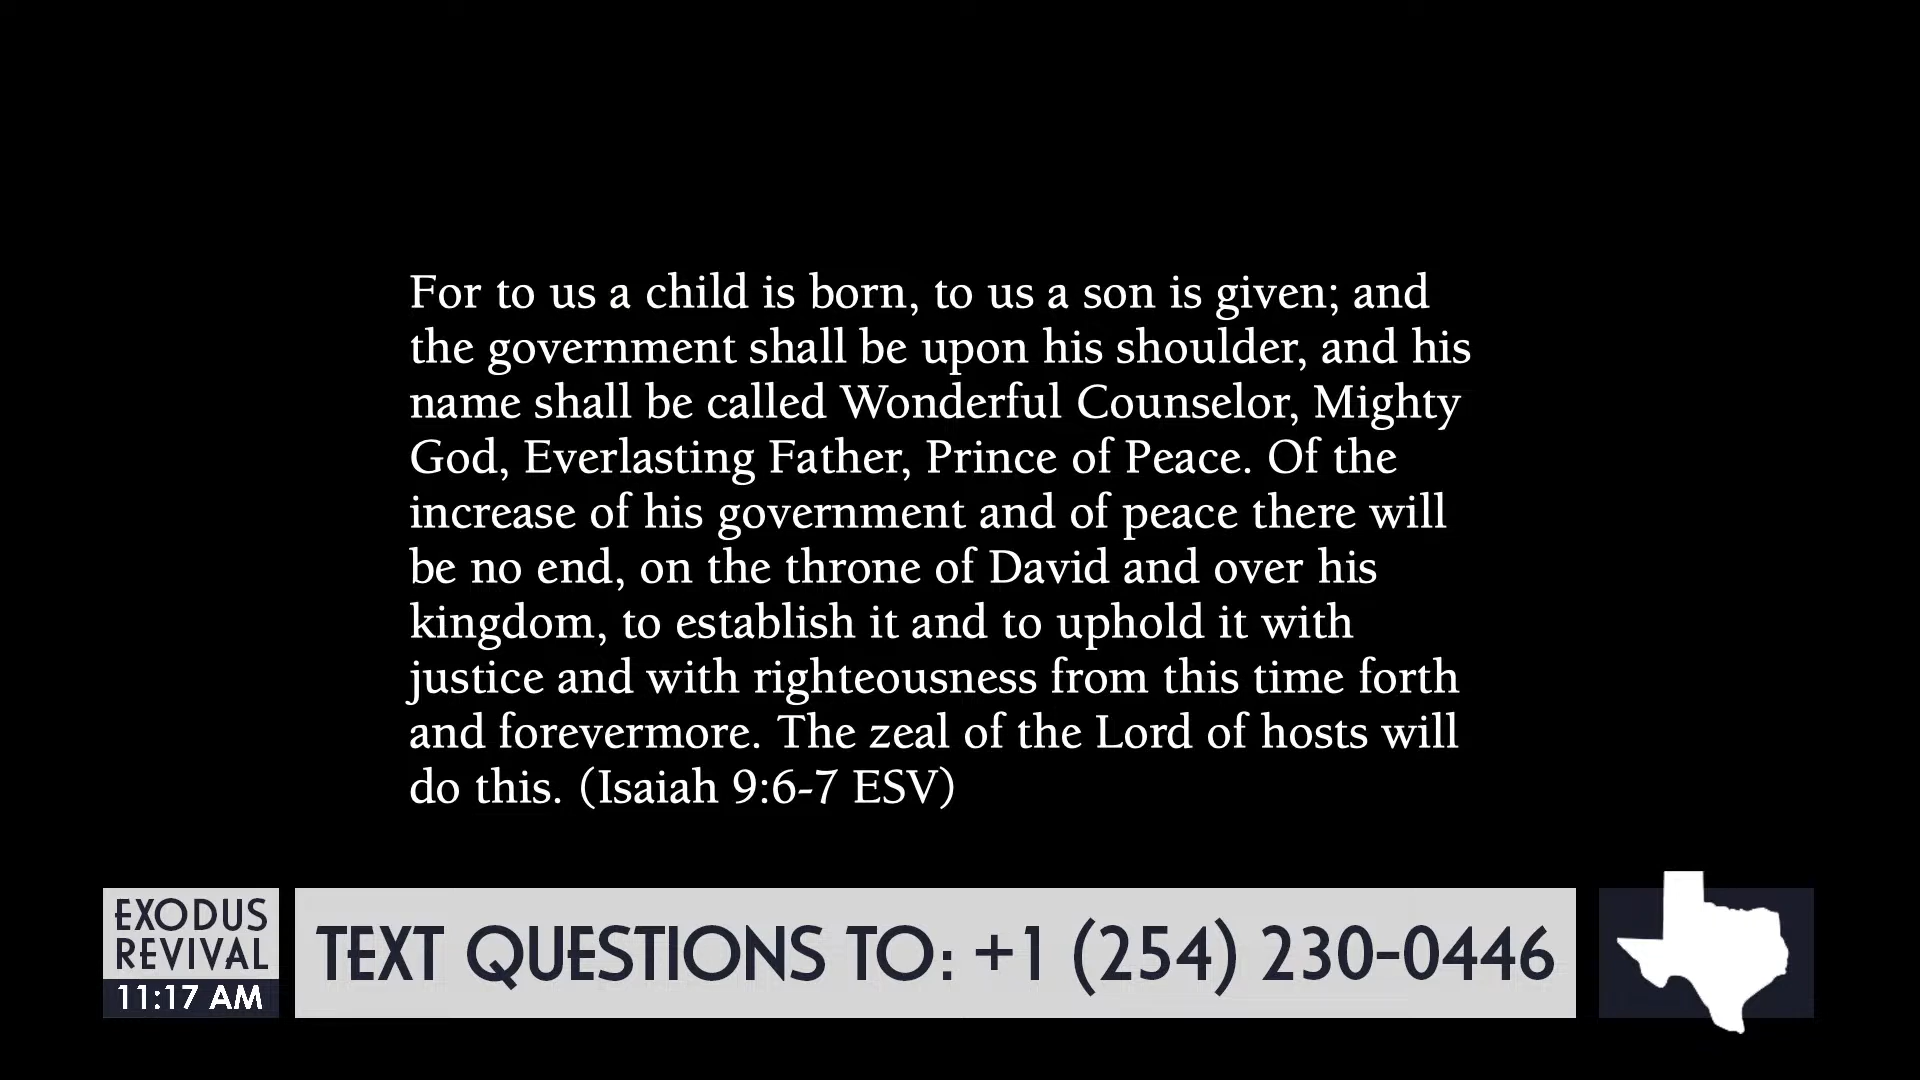 For to us a child is born, to us a son is given; and
the government shall be upon his shoulder, and his
name shall be called Wonderful Counselor, Mighty
God, Everlasting Father, Prince of Peace. Of the
increase of his government and of peace there will
be no end, on the throne of David and over his
kingdom, to establish it and to uphold it with
justice and with righteousness from this time forth
and forevermore. The zeal of the Lord of hosts will
do this. (Isaiah 9:6-7 ESV)
EXODUS
REVIVAL
11:17 AM
TEXT QUESTIONS TO: +1 (254) 230-0446